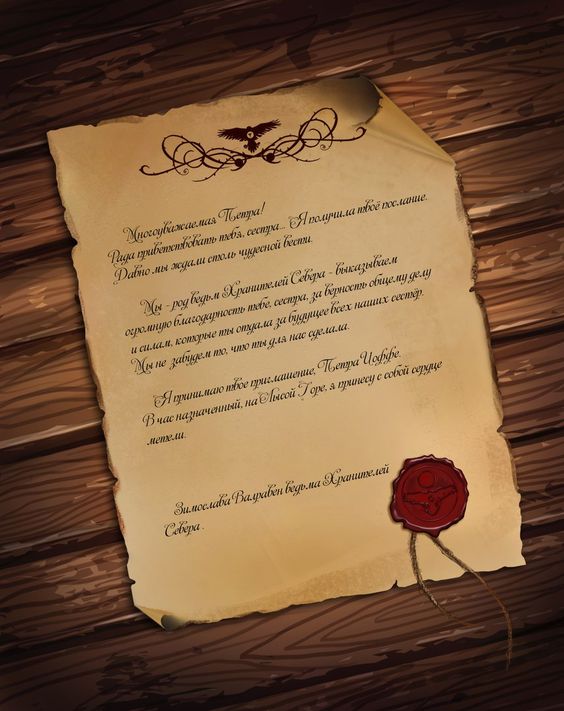 Многоуважаемая Петра!
Рада приветствовать тебя, сестра... Я получила твоё послание.
Давно мы ждали столь чудесной вести.
Мы - род ведьм Хранителей Севера - выказываем
огромную благодарность тебе, сестра, за верность общему делу
и силам, которые ты отдала за будущее всех наших сестёр.
Мы не забудем то, что ты для нас сделала.
Я принимаю твое приглашение, Петра Иоффе.
В час назначенный, на Лысой Горе, я принесу с собой сердце
метели.
Зимослава Валравен ведьма Хранителей
Севера .